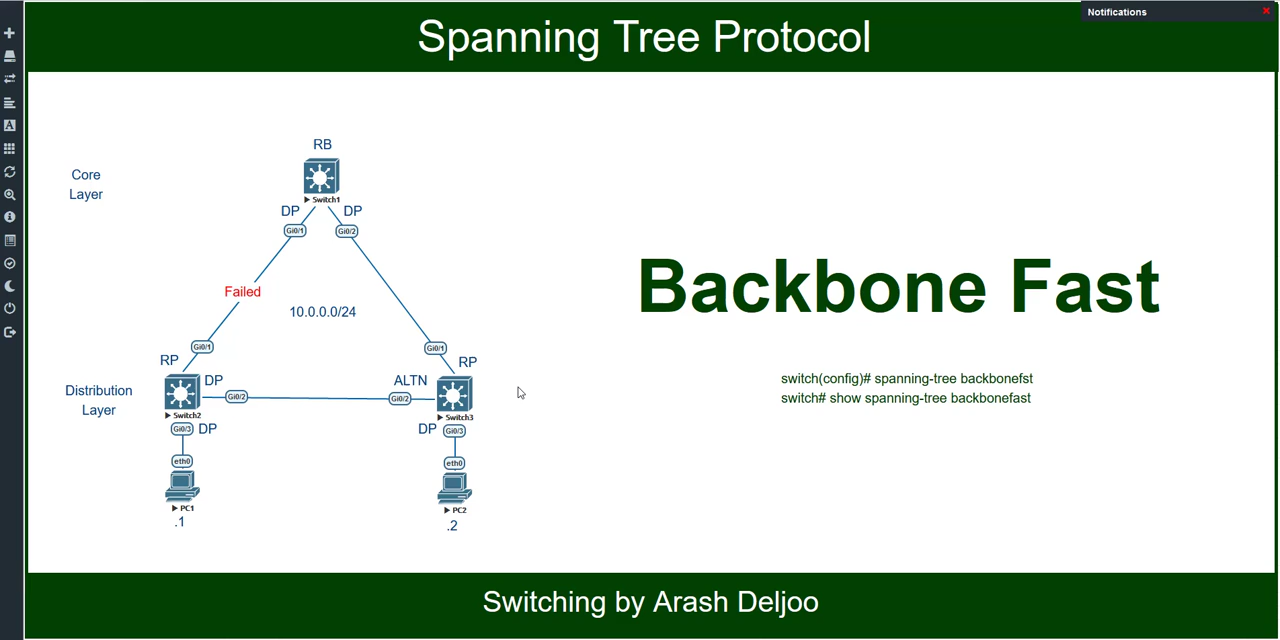 Notifications
Spanning Tree Protocol
RB
Core
Layer
Switch1
DP
DP
Gi0/1
Gi0/2
Failed
10.0.0.0/24
Backbone Fast
Gi0/1
Gi0/1
RP
RP
DP
ALTN
switch(config)# spanning-tree backbonefst
switch# show spanning-tree backbonefast
Distribution
Layer
Gi0/2
Gi0/2
Switch2
Switch3
Gi0/3
DP
DP
Gi0/3
eth0
eth0
PC1
PC2
.1
.2
Switching by Arash Deljoo